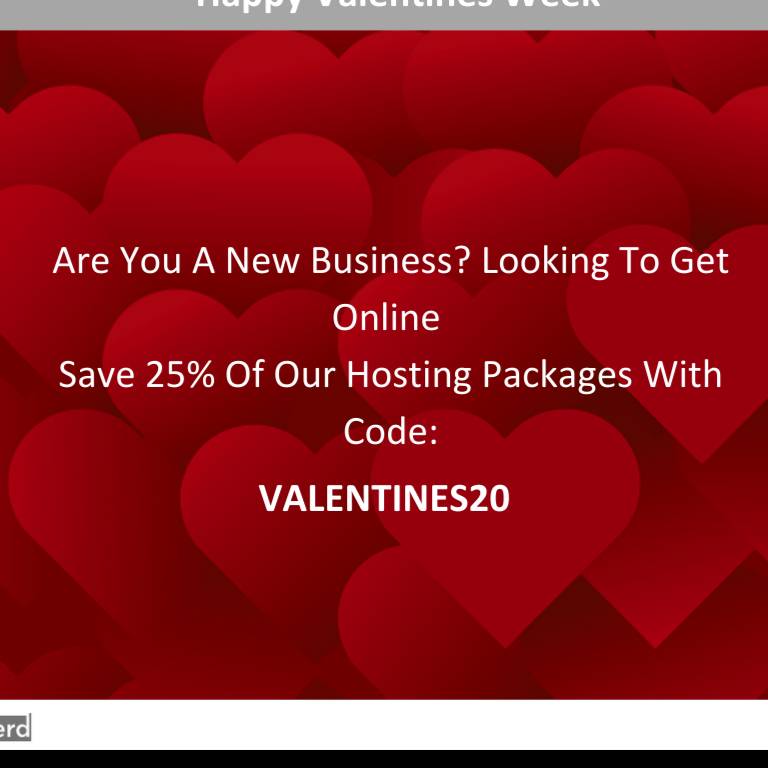 Happy Valentines Week
Are You A New Business? Looking To Get
Online
Save 25% Of Our Hosting Packages With
Code:
VALENTINES20
erd